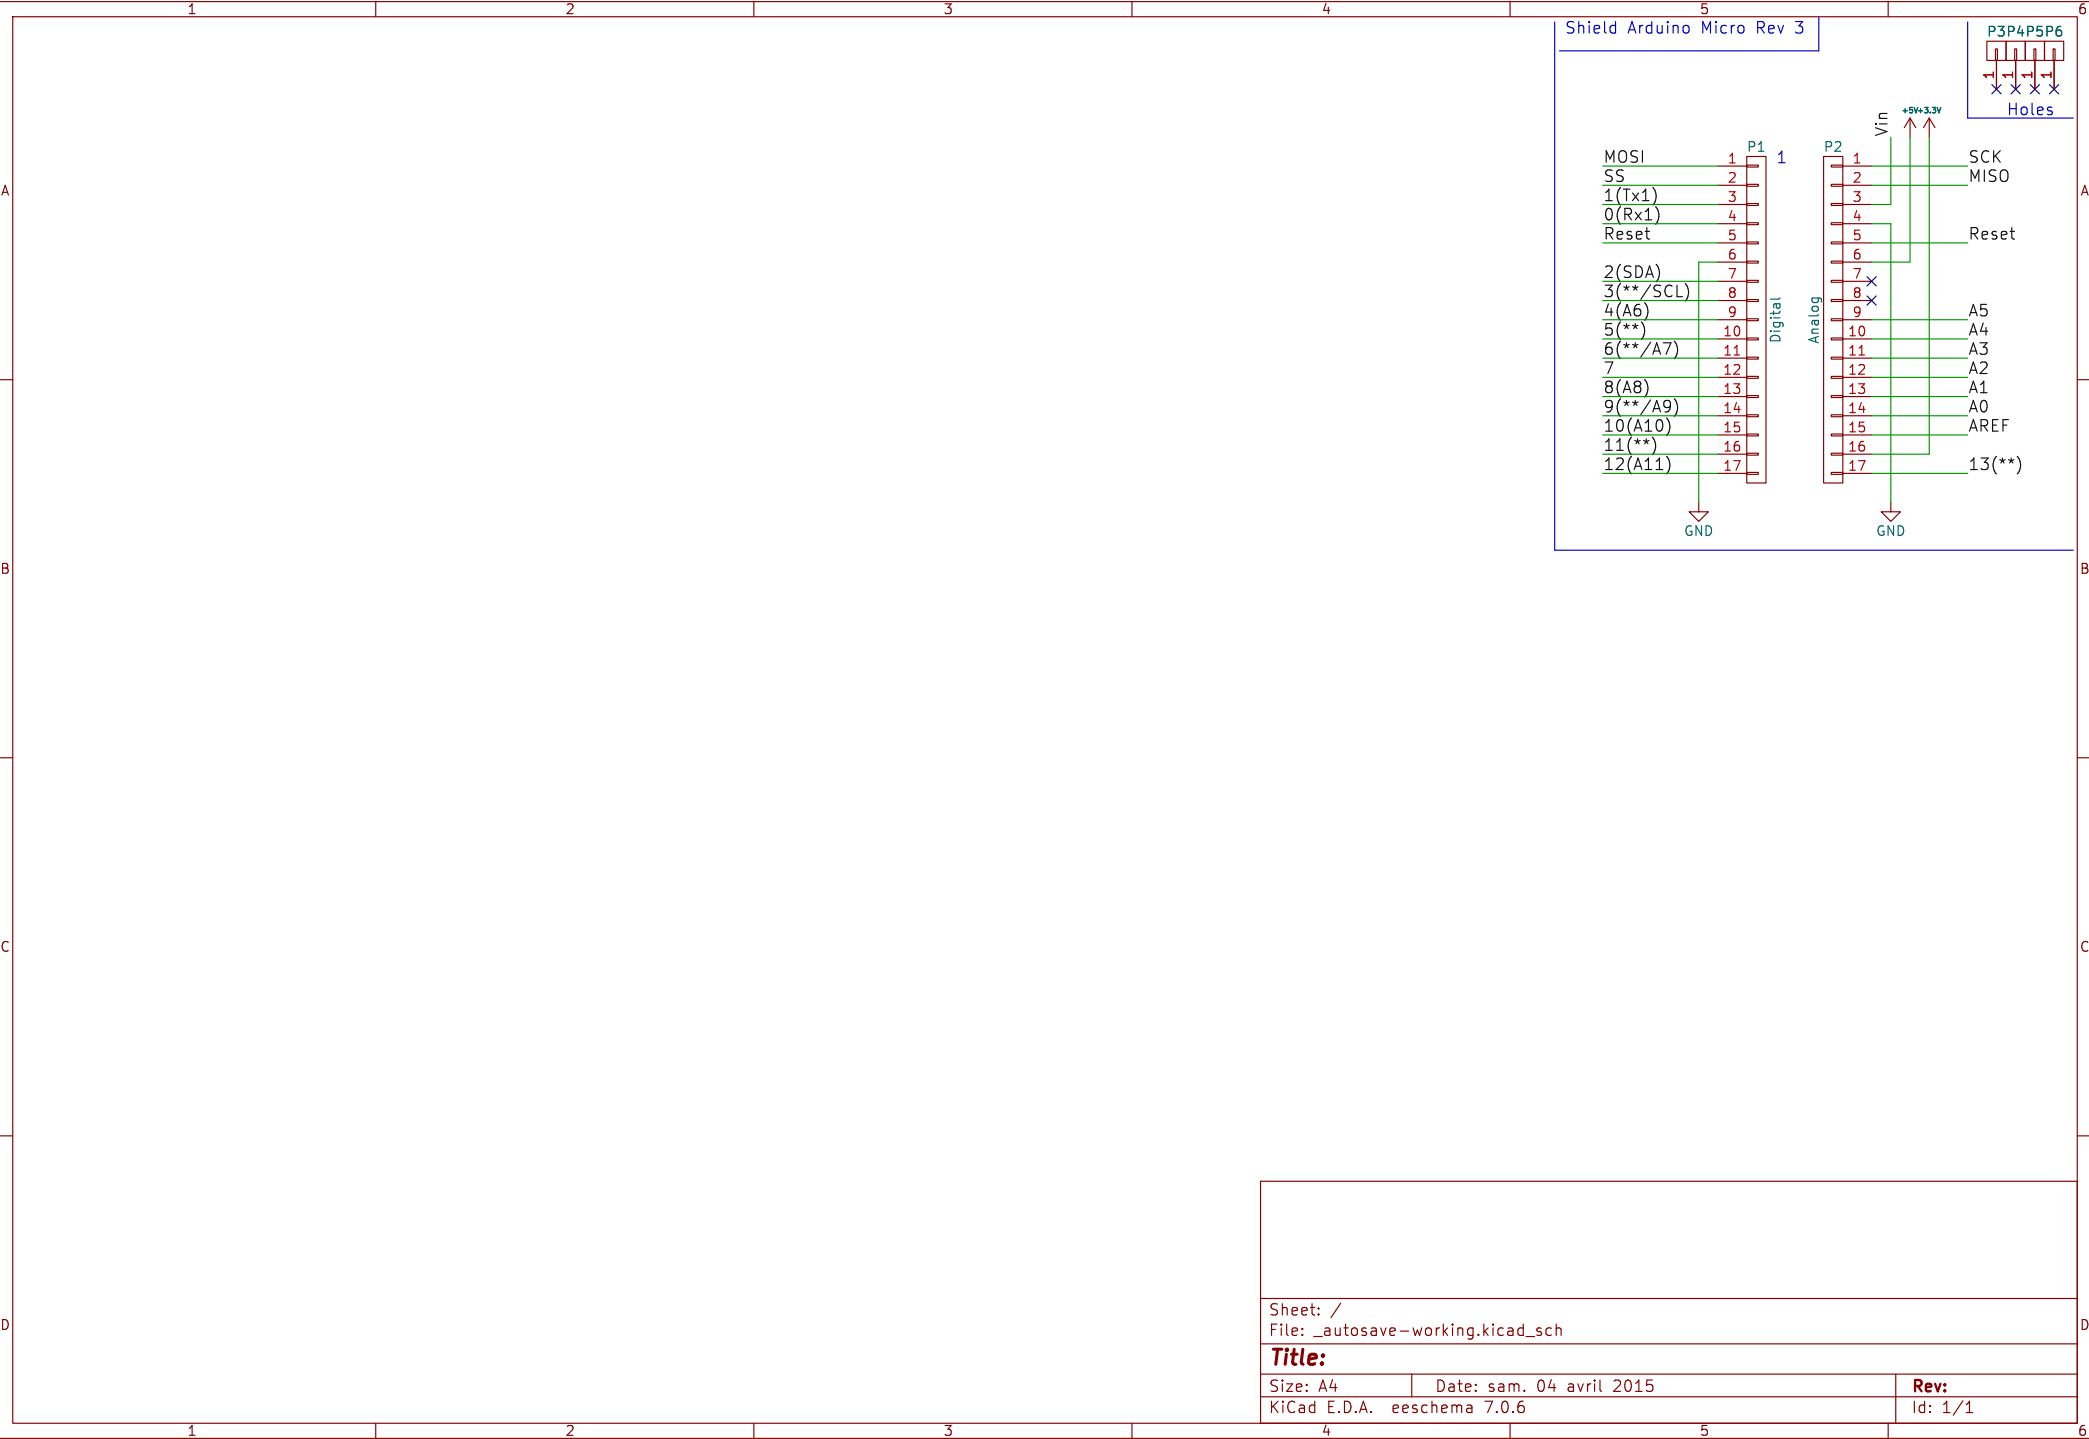 1 2 3 4 5 6
Shield Arduino Micro Rev 3
P3P4P5P6
1 1 1 1
Holes
Vin
+5V+3.3V
P1 1 P2
MOSI 1 1 SCK
SS 2 2 MISO
1(Tx1) 3 3
0(Rx1) 4 4
Reset 5 5 Reset
6 6
2(SDA) 7 7
3(**/SCL) 8 8
4(A6) 9 9 A5
5(**) 10 10 A4
6(**/A7) 11 11 A3
7 12 12 A2
8(A8) 13 13 A1
9(**/A9) 14 14 A0
10(A10) 15 15 AREF
11(**) 16 16
12(A11) 17 17 13(**)
Digital
Analog
GND GND
A A
B B
C C
D D
Sheet: /
File: _autosave-working.kicad_sch
Title:
Size: A4 Date: sam. 04 avril 2015 Rev:
KiCad E.D.A. eeschema 7.0.6 Id: 1/1
1 2 3 4 5 6